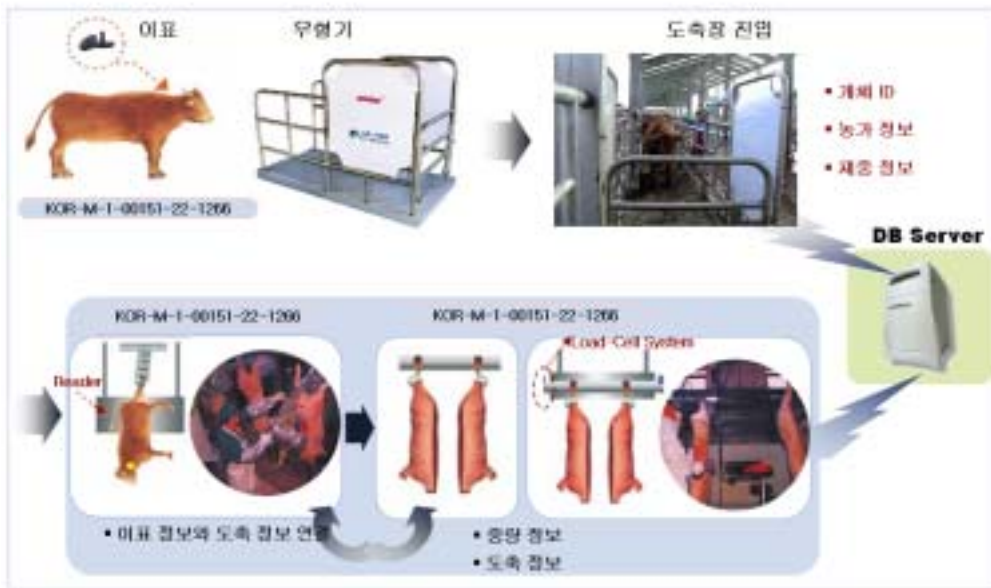 이표
우형기
도축장 진입
• 개체 ID
• 농가 정보
• 체중 정보
KOR-M-1-00151-22-1266
DB Server
KOR-M-1-00151-22-1266
KOR-M-1-00151-22-1266
Load-Cell System
Reader
• 이표 정보와 도축 정보 연결
• 중량 정보
• 도축 정보